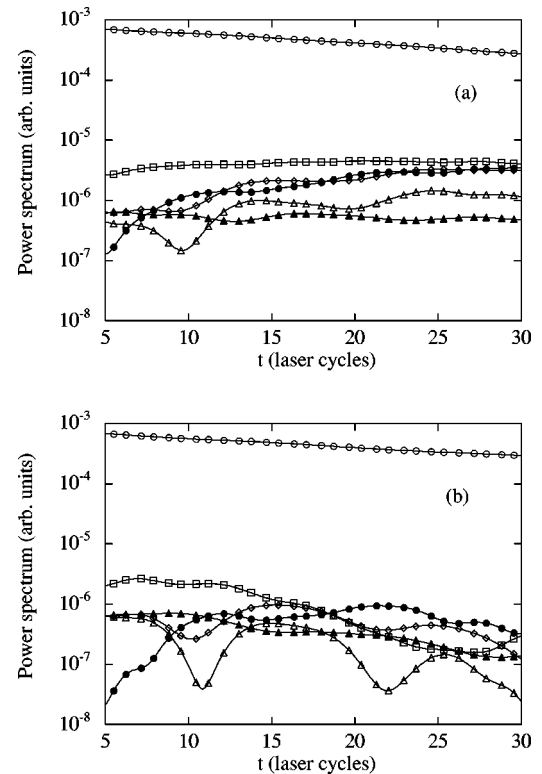 10⁻³
10⁻⁴
10⁻⁵
10⁻⁶
10⁻⁷
10⁻⁸
Power spectrum (arb. units)
(a)
5 10 15 20 25 30
t (laser cycles)
10⁻³
10⁻⁴
10⁻⁵
10⁻⁶
10⁻⁷
10⁻⁸
Power spectrum (arb. units)
(b)
5 10 15 20 25 30
t (laser cycles)